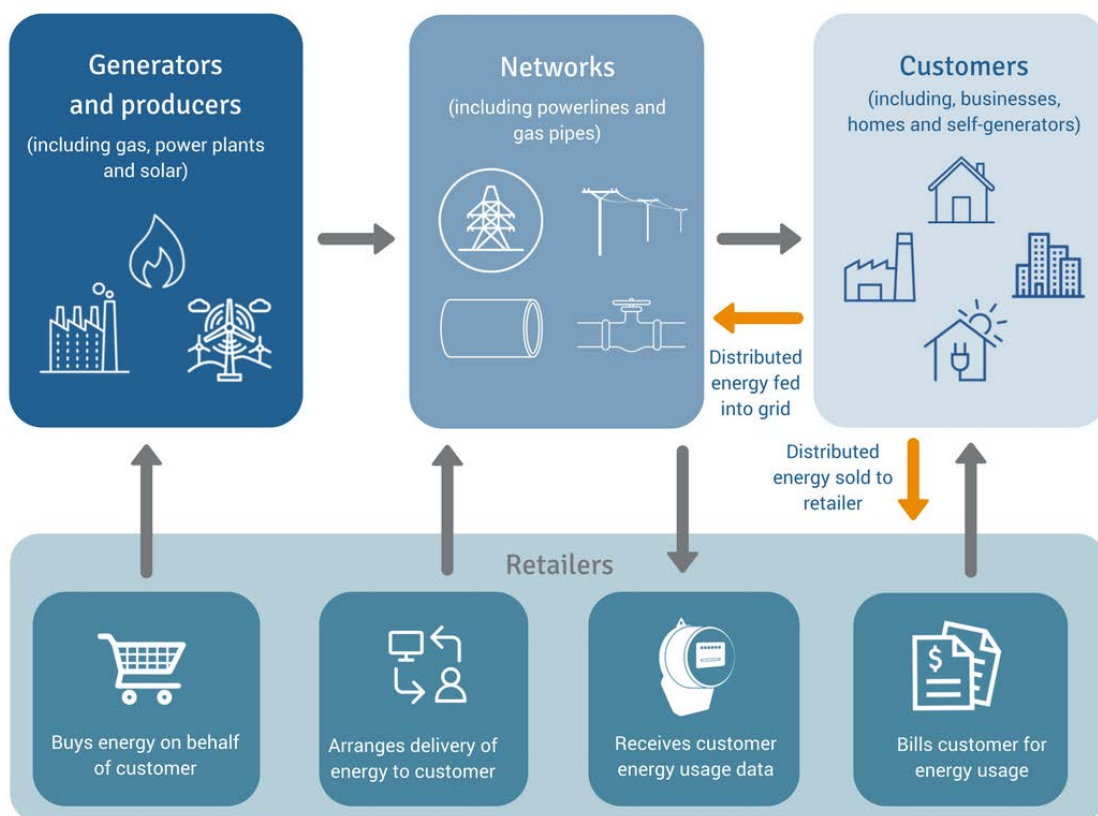 Generators
and producers
(including gas, power plants
and solar)
Networks
(including powerlines and
gas pipes)
Customers
(including, businesses,
homes and self-generators)
Distributed
energy fed
into grid
Distributed
energy sold to
retailer
Retailers
Buys energy on behalf
of customer
Arranges delivery of
energy to customer
Receives customer
energy usage data
$
Bills customer for
energy usage